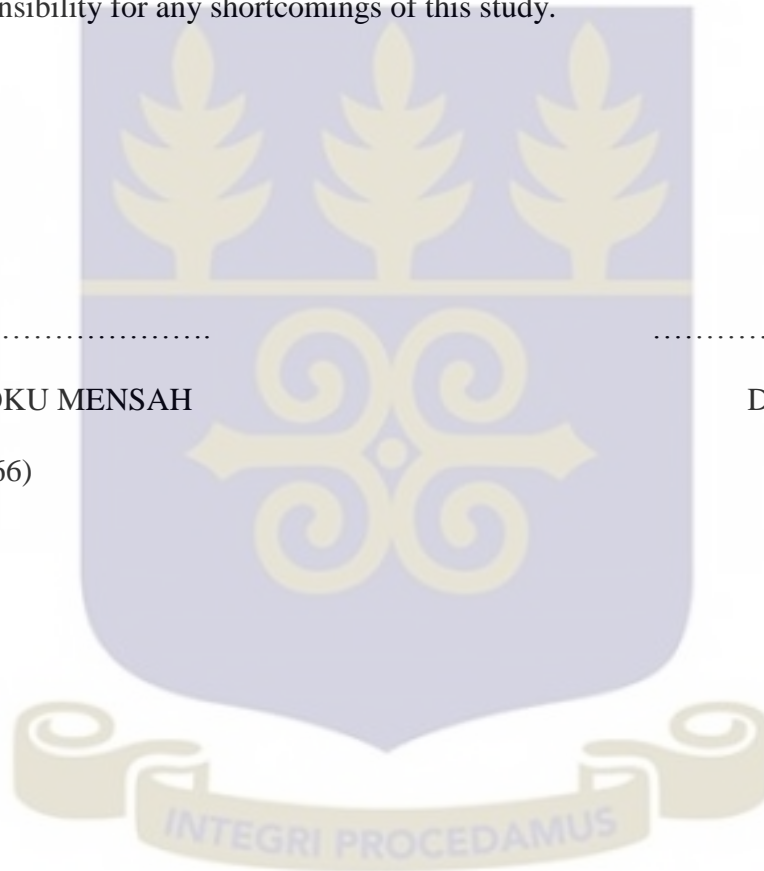 nsibility for any shortcomings of this study.
………………….
…………
OKU MENSAH
D
66)
INTEGRI PROCEDAMUS